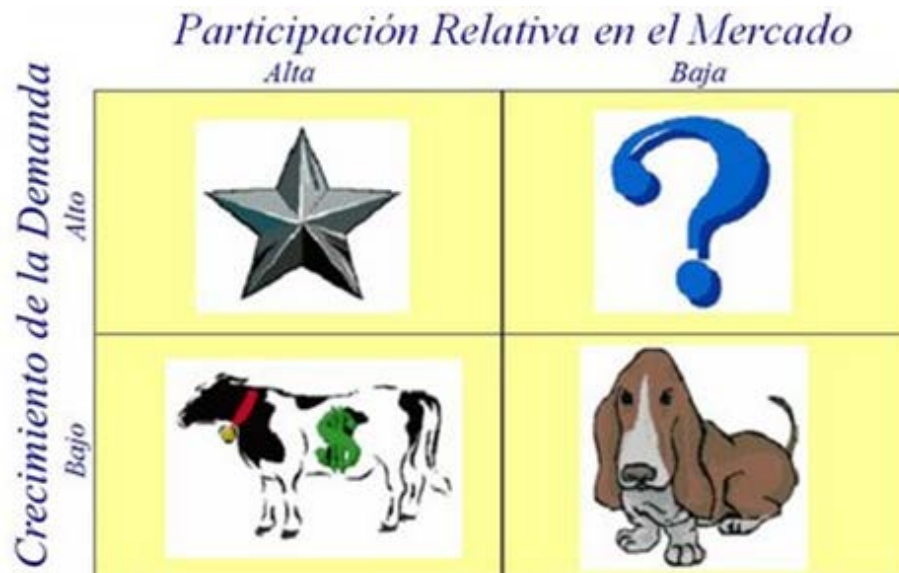 Participación Relativa en el Mercado
Alta
Baja
Crecimiento de la Demanda
Alto
Bajo
$